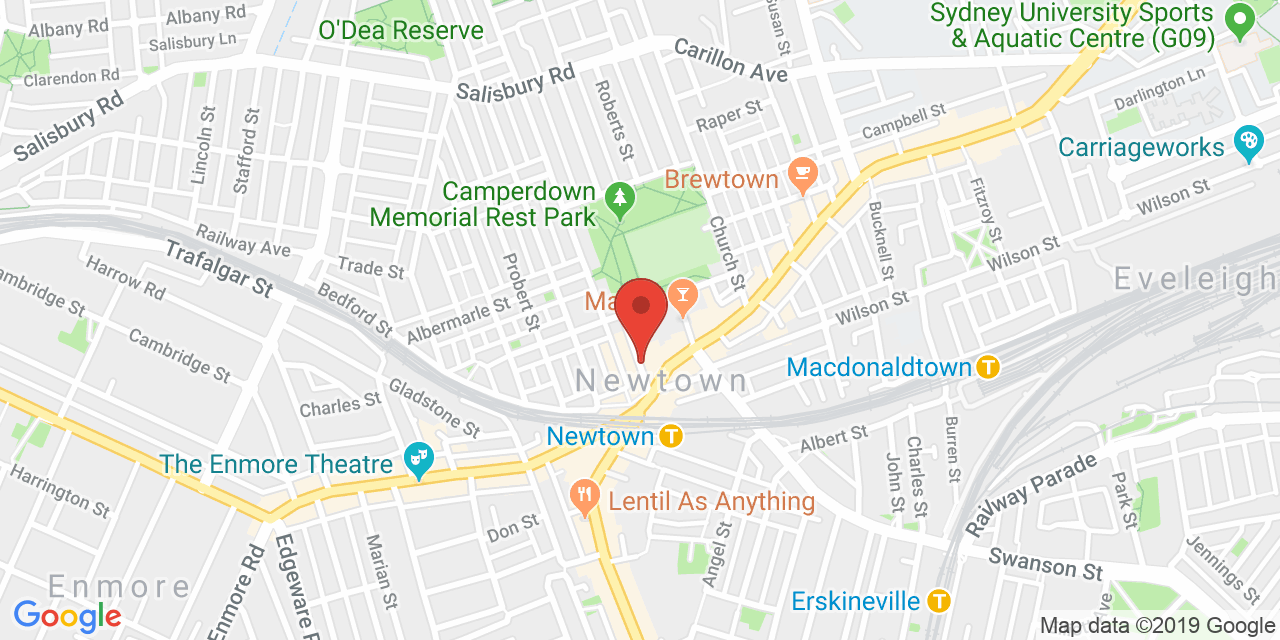 Albany Rd
Albany Rd
Salisbury Ln
O'Dea Reserve
Susan St
Sydney University Sports
& Aquatic Centre (G09)
Carillon Ave
Clarendon Rd
Salisbury Rd
Salisbury Rd
Lincoln St
Stafford St
Roberts St
Raper St
Campbell St
Darlington Ln
Carriageworks
Camperdown
Memorial Rest Park
Brewtown
Fitzroy St
Wilson St
Bucknell St
Church St
Railway Ave
Trade St
Trafalgar St
Harrow Rd
Cambridge St
Bedford St
Probert St
Albermarle St
Wilson St
Wilson St
Eveleigh
Ma
Cambridge St
Newtown
Macdonaldtown
T
Charles St
Gladstone St
Newtown
T
Albert St
Charles St
John St
Burren St
The Enmore Theatre
Lentil As Anything
Harrington St
Don St
Angel St
Railway Parade
Park St
Jennings St
Swanson St
Marian St
Edgeware R
Enmore Rd
Enmore
Erskineville
T
Google
Map data ©2019 Google